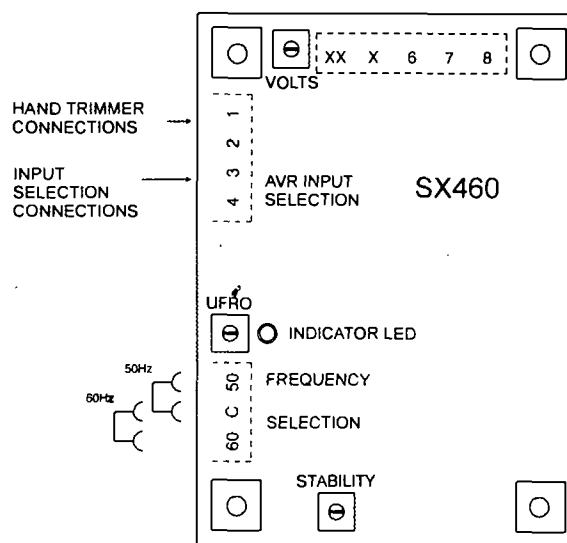 XX X 6 7 8
VOLTS
HAND TRIMMER
CONNECTIONS
1
2
INPUT
SELECTION
CONNECTIONS
3
4
AVR INPUT
SELECTION
SX460
UFRO
INDICATOR LED
50Hz
60Hz
50
C
60
FREQUENCY
SELECTION
STABILITY